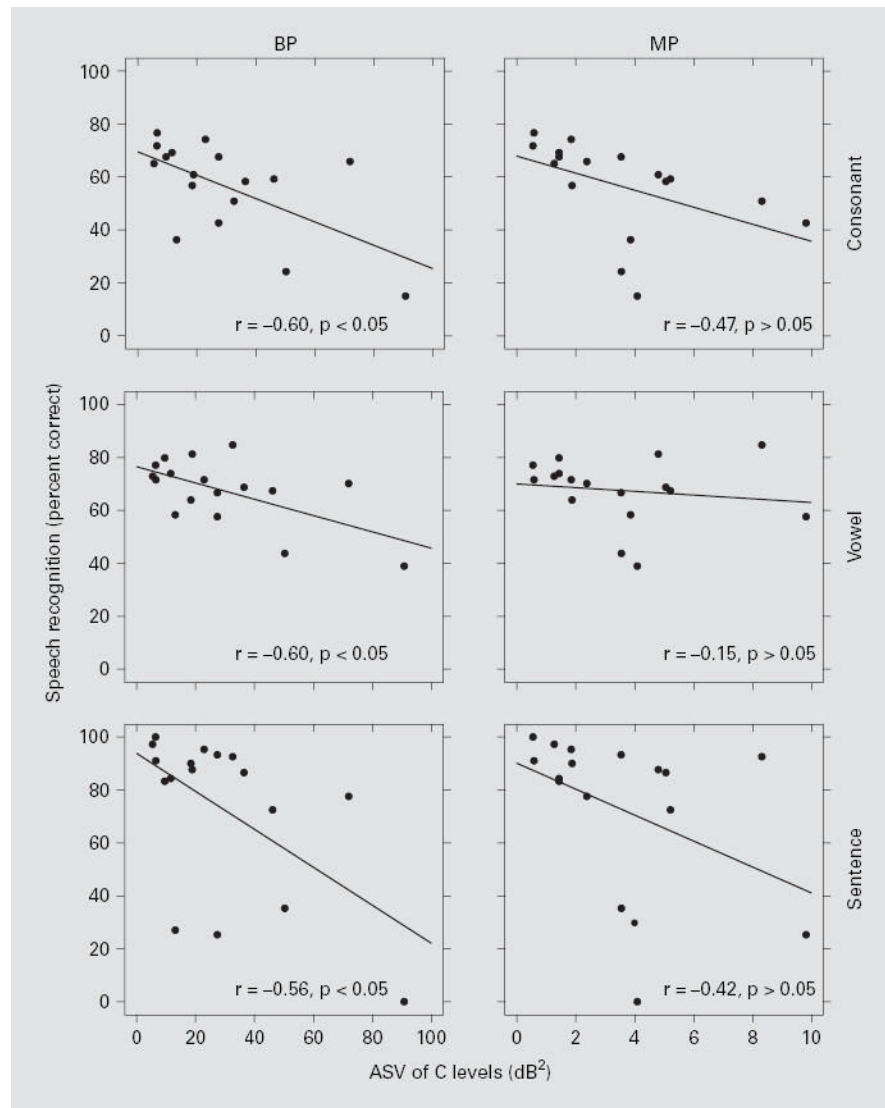 BP
MP
100
80
60
40
20
0
r = –0.60, p < 0.05
r = –0.47, p > 0.05
Consonant
Speech recognition (percent correct)
100
80
60
40
20
0
r = –0.60, p < 0.05
r = –0.15, p > 0.05
Vowel
100
80
60
40
20
0
r = –0.56, p < 0.05
r = –0.42, p > 0.05
Sentence
0 20 40 60 80 100
0 2 4 6 8 10
ASV of C levels (dB²)